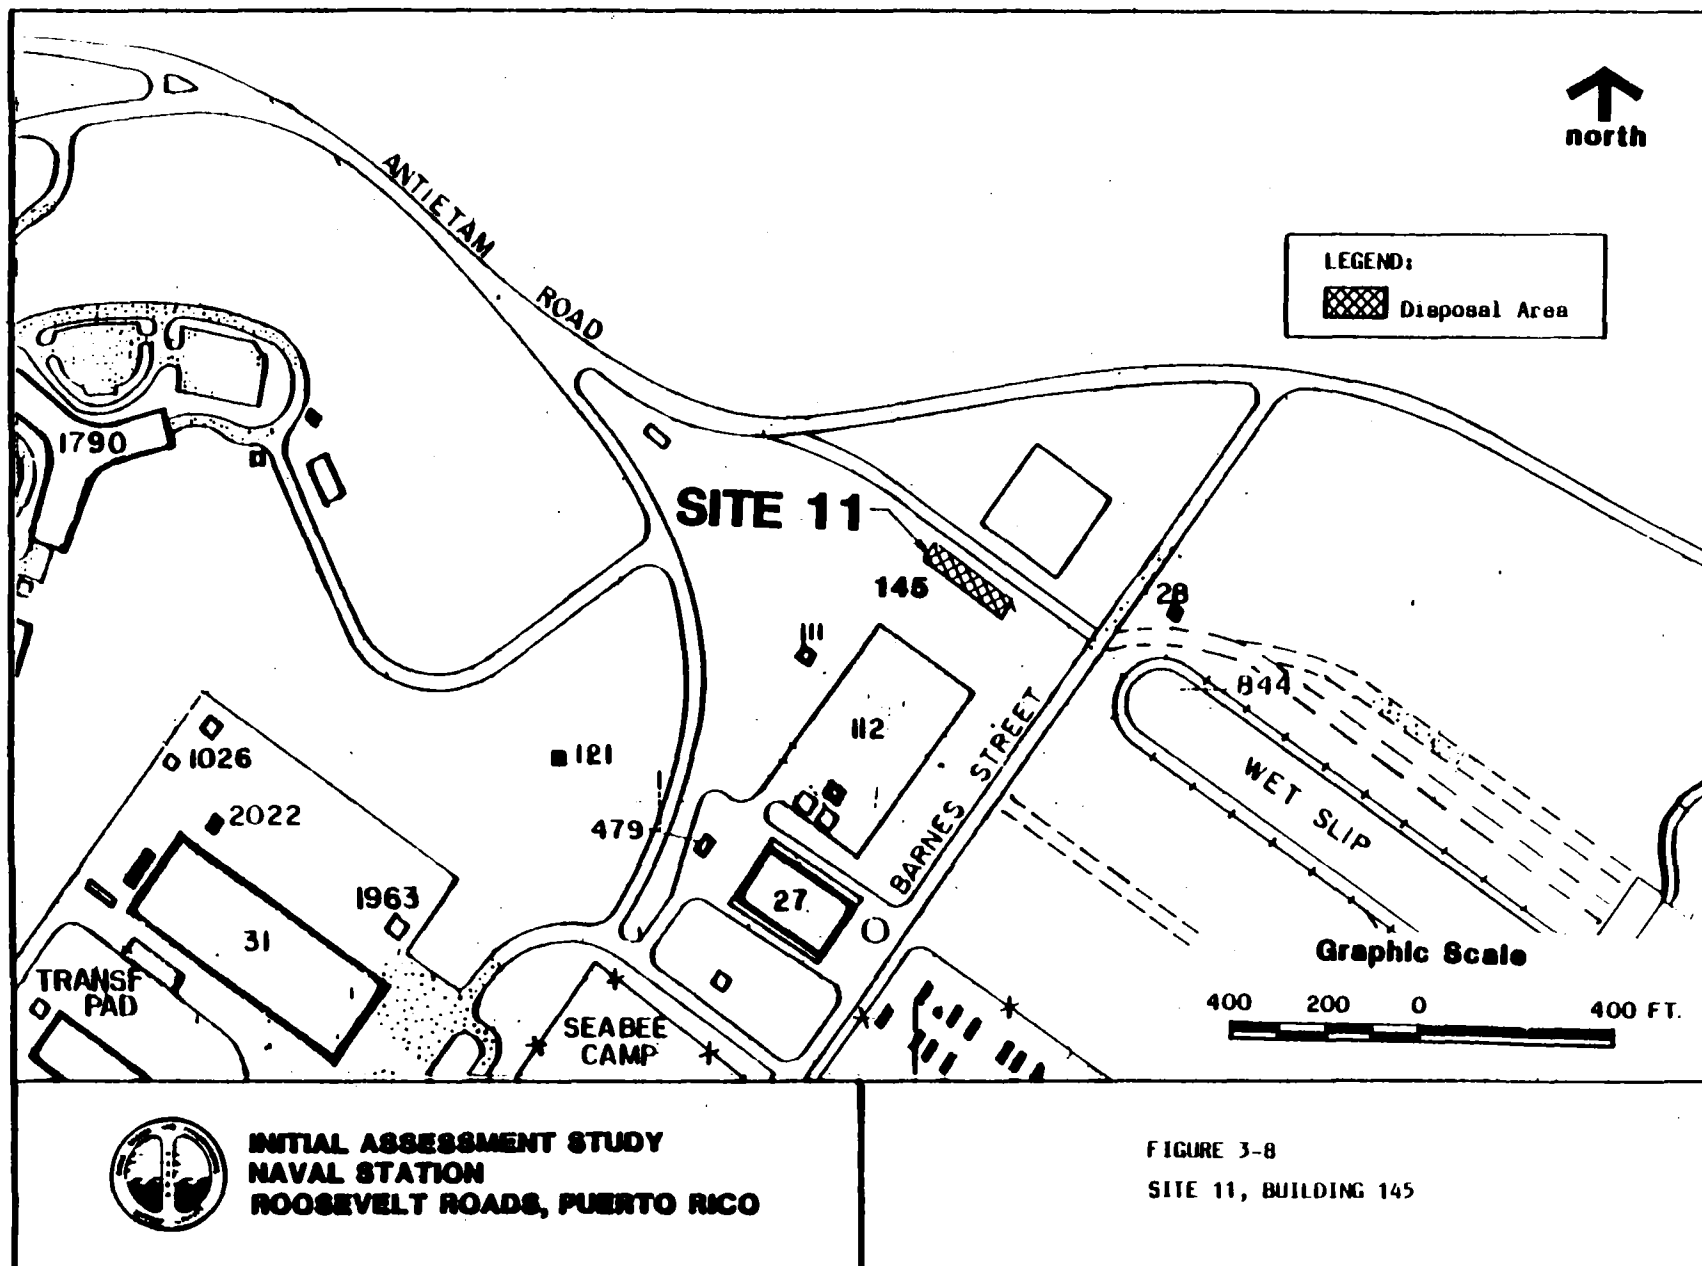 north
ANTIETAM ROAD
LEGEND:
Disposal Area
1790
SITE 11
145
28
111
844
112
1026
121
WET SLIP
BARNES STREET
2022
479
1963
27
31
Graphic Scale
TRANSF
PAD
400 200 0 400 FT.
SEABEE
CAMP
INITIAL ASSESSMENT STUDY
NAVAL STATION
ROOSEVELT ROADS, PUERTO RICO
FIGURE 3-8
SITE 11, BUILDING 145